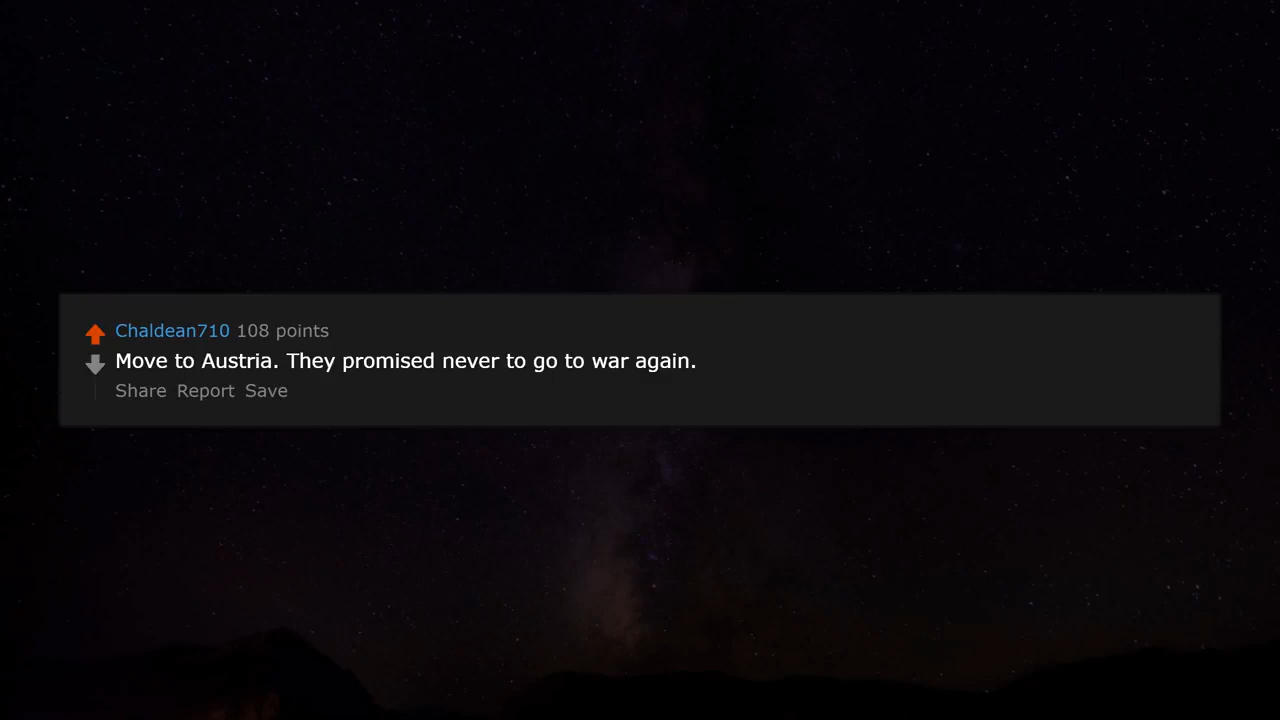 Chaldean710 108 points
Move to Austria. They promised never to go to war again.
Share Report Save